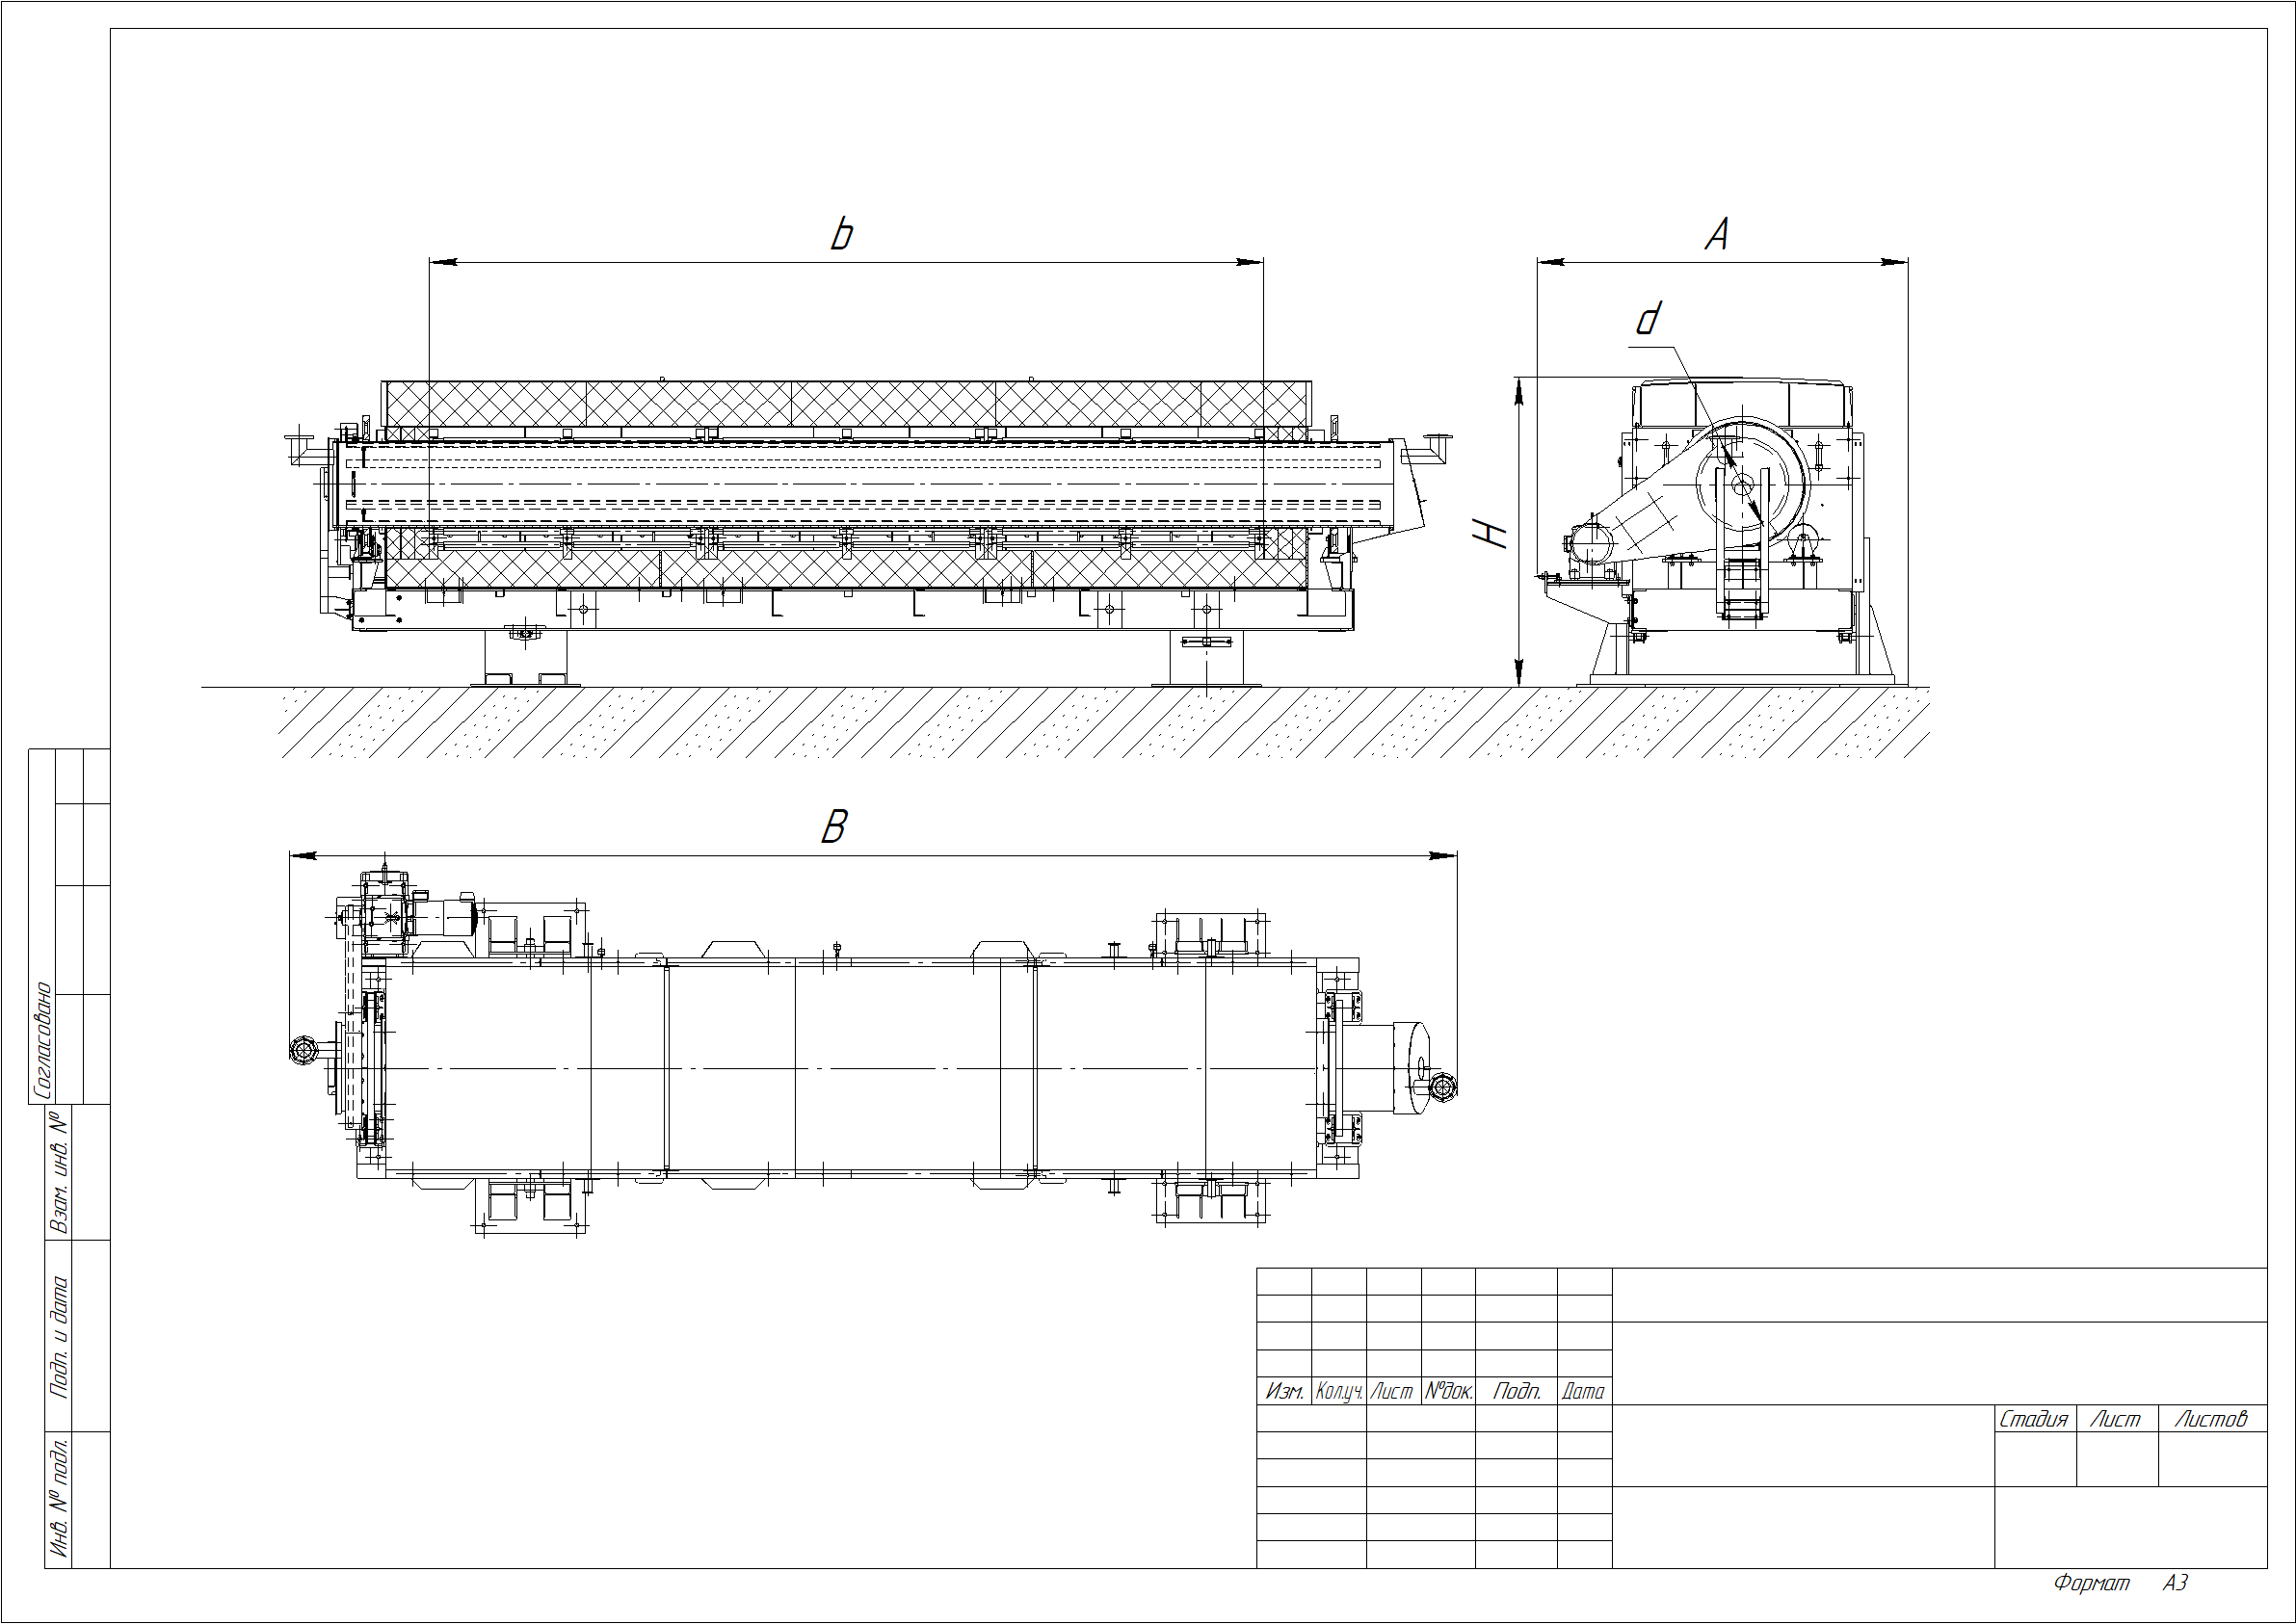 b
A
d
H
B
Согласовано
Взам. инв. №
Подп. и дата
Инв. № подл.
Изм. Кол.уч. Лист №док. Подп. Дата
Стадия Лист Листов
Формат А3